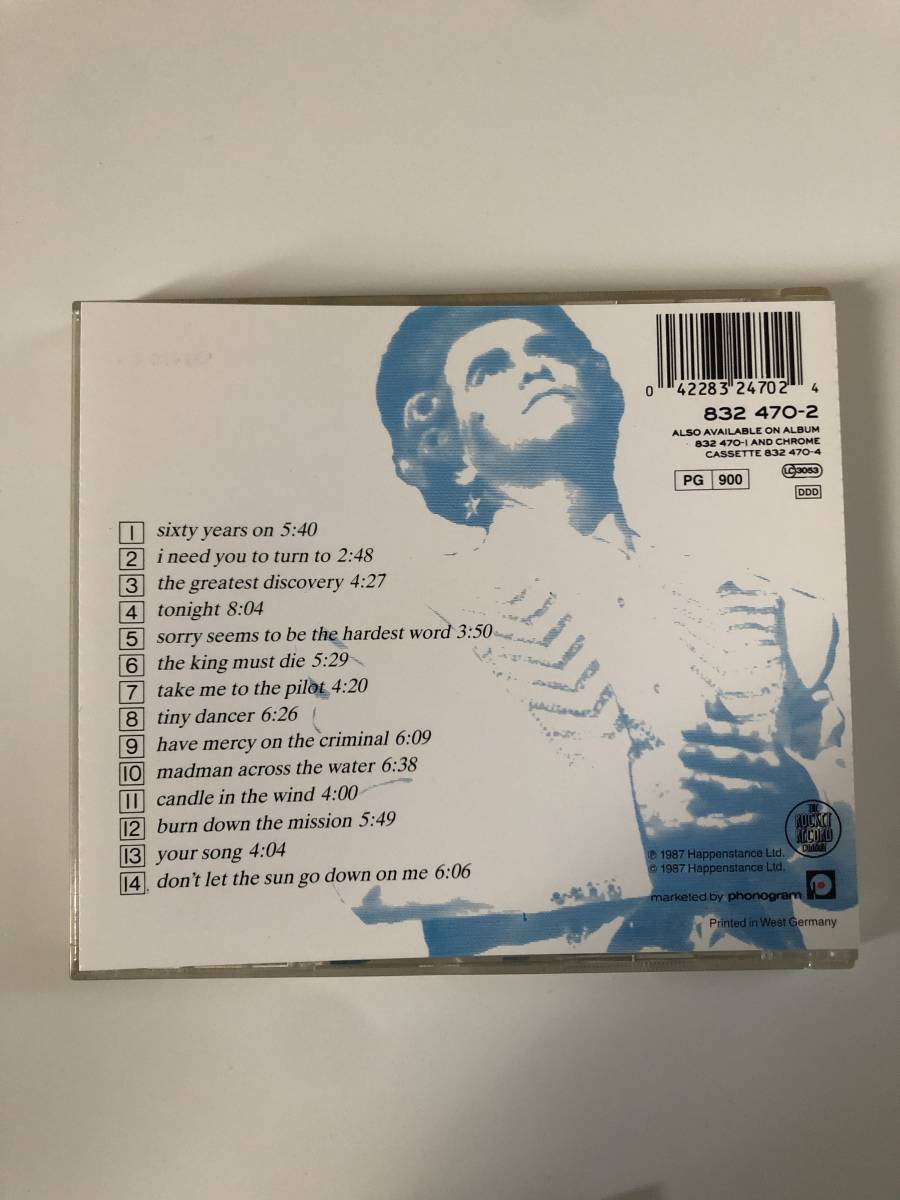 0 42283 24702 4
832 470-2
ALSO AVAILABLE ON ALBUM
832 470-1 AND CHROME
CASSETTE 832 470-4
PG 900
LC 3053
DDD
1 sixty years on 5:40
2 i need you to turn to 2:48
3 the greatest discovery 4:27
4 tonight 8:04
5 sorry seems to be the hardest word 3:50
6 the king must die 5:29
7 take me to the pilot 4:20
8 tiny dancer 6:26
9 have mercy on the criminal 6:09
10 madman across the water 6:38
11 candle in the wind 4:00
12 burn down the mission 5:49
13 your song 4:04
14 don't let the sun go down on me 6:06
THE
ROCKET
RECORD
COMPANY
℗ 1987 Happenstance Ltd.
© 1987 Happenstance Ltd.
marketed by phonogram
Printed in West Germany